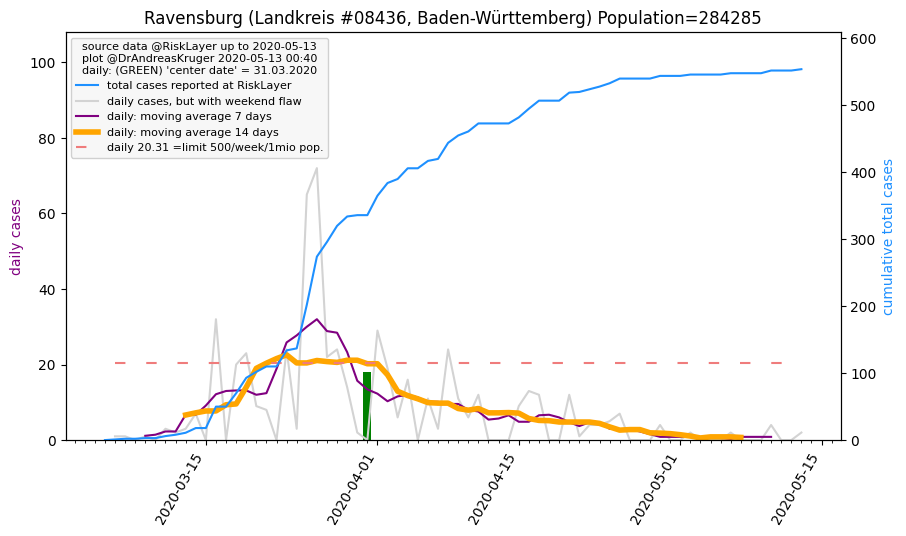 Ravensburg (Landkreis #08436, Baden-Württemberg) Population=284285
source data @RiskLayer up to 2020-05-13
plot @DrAndreasKruger 2020-05-13 00:40
daily: (GREEN) 'center date' = 31.03.2020
total cases reported at RiskLayer
daily cases, but with weekend flaw
daily: moving average 7 days
daily: moving average 14 days
daily 20.31 =limit 500/week/1mio pop.
daily cases
100
80
60
40
20
0
cumulative total cases
600
500
400
300
200
100
0
2020-03-15
2020-04-01
2020-04-15
2020-05-01
2020-05-15